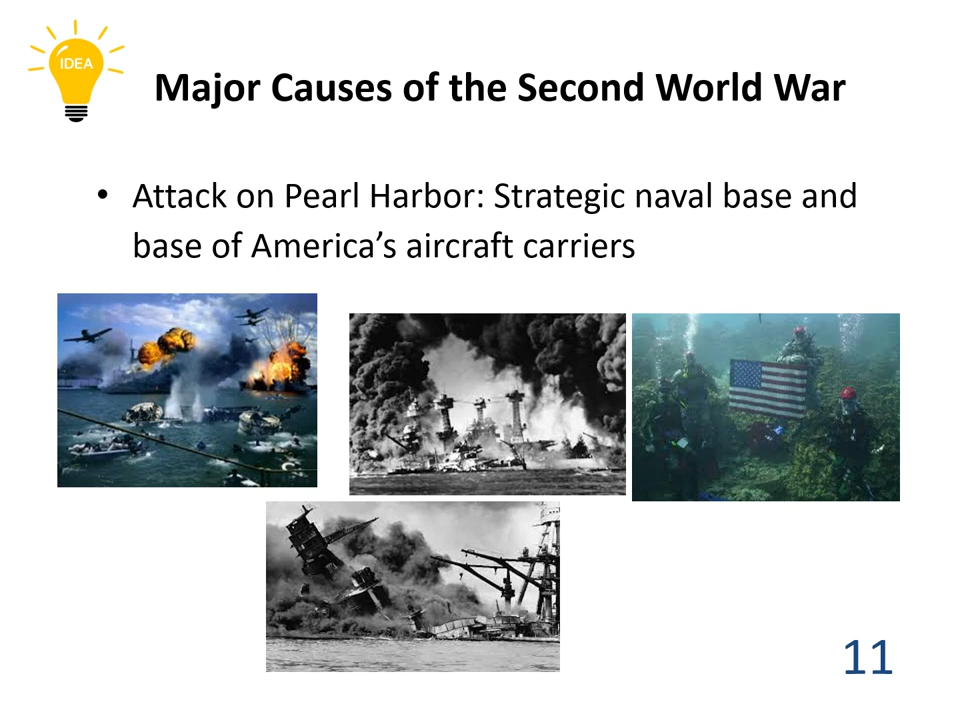 IDEA
Major Causes of the Second World War
• Attack on Pearl Harbor: Strategic naval base and
base of America’s aircraft carriers
11